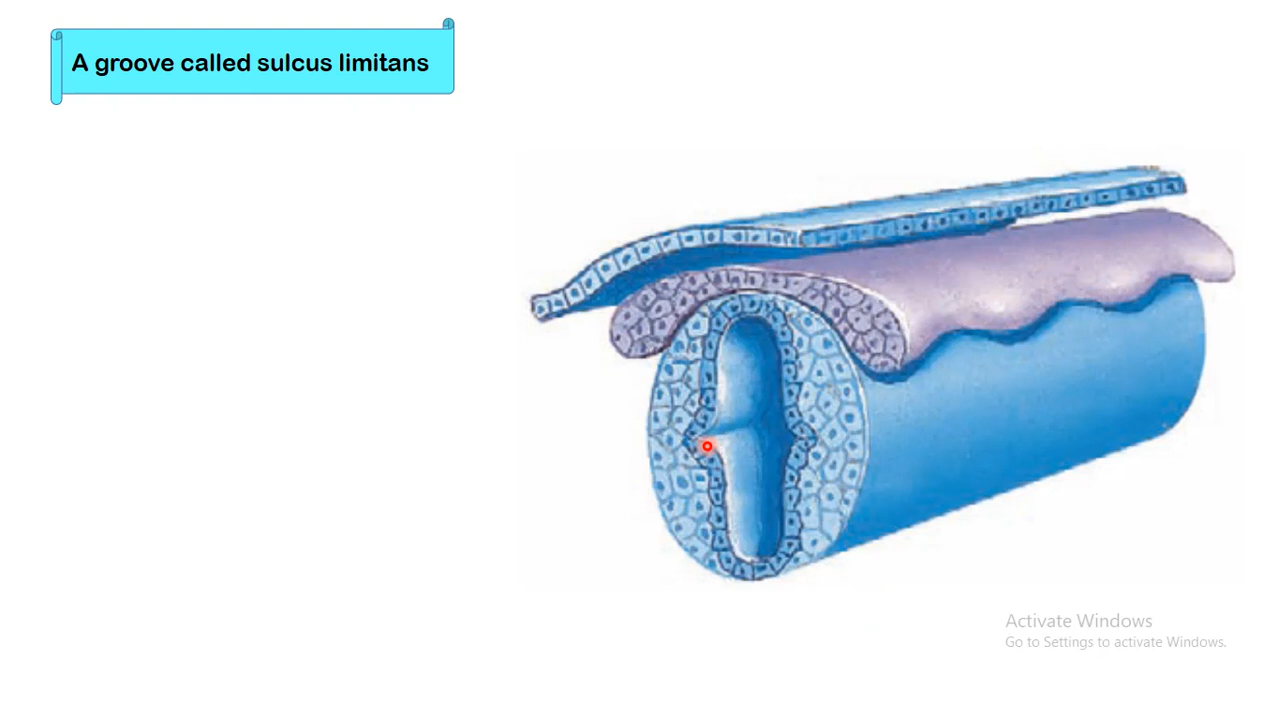 A groove called sulcus limitans
Activate Windows
Go to Settings to activate Windows.